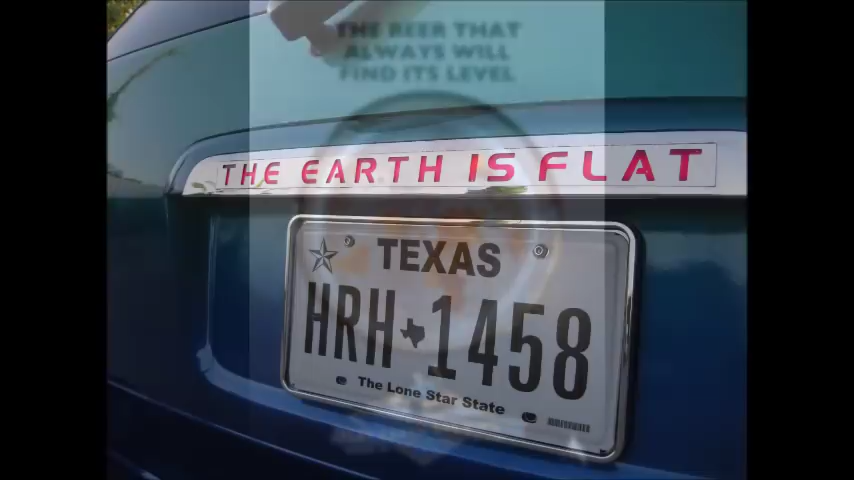 THE BEER THAT
ALWAYS WILL
FIND ITS LEVEL
THE EARTH IS FLAT
TEXAS
HRH 1458
The Lone Star State